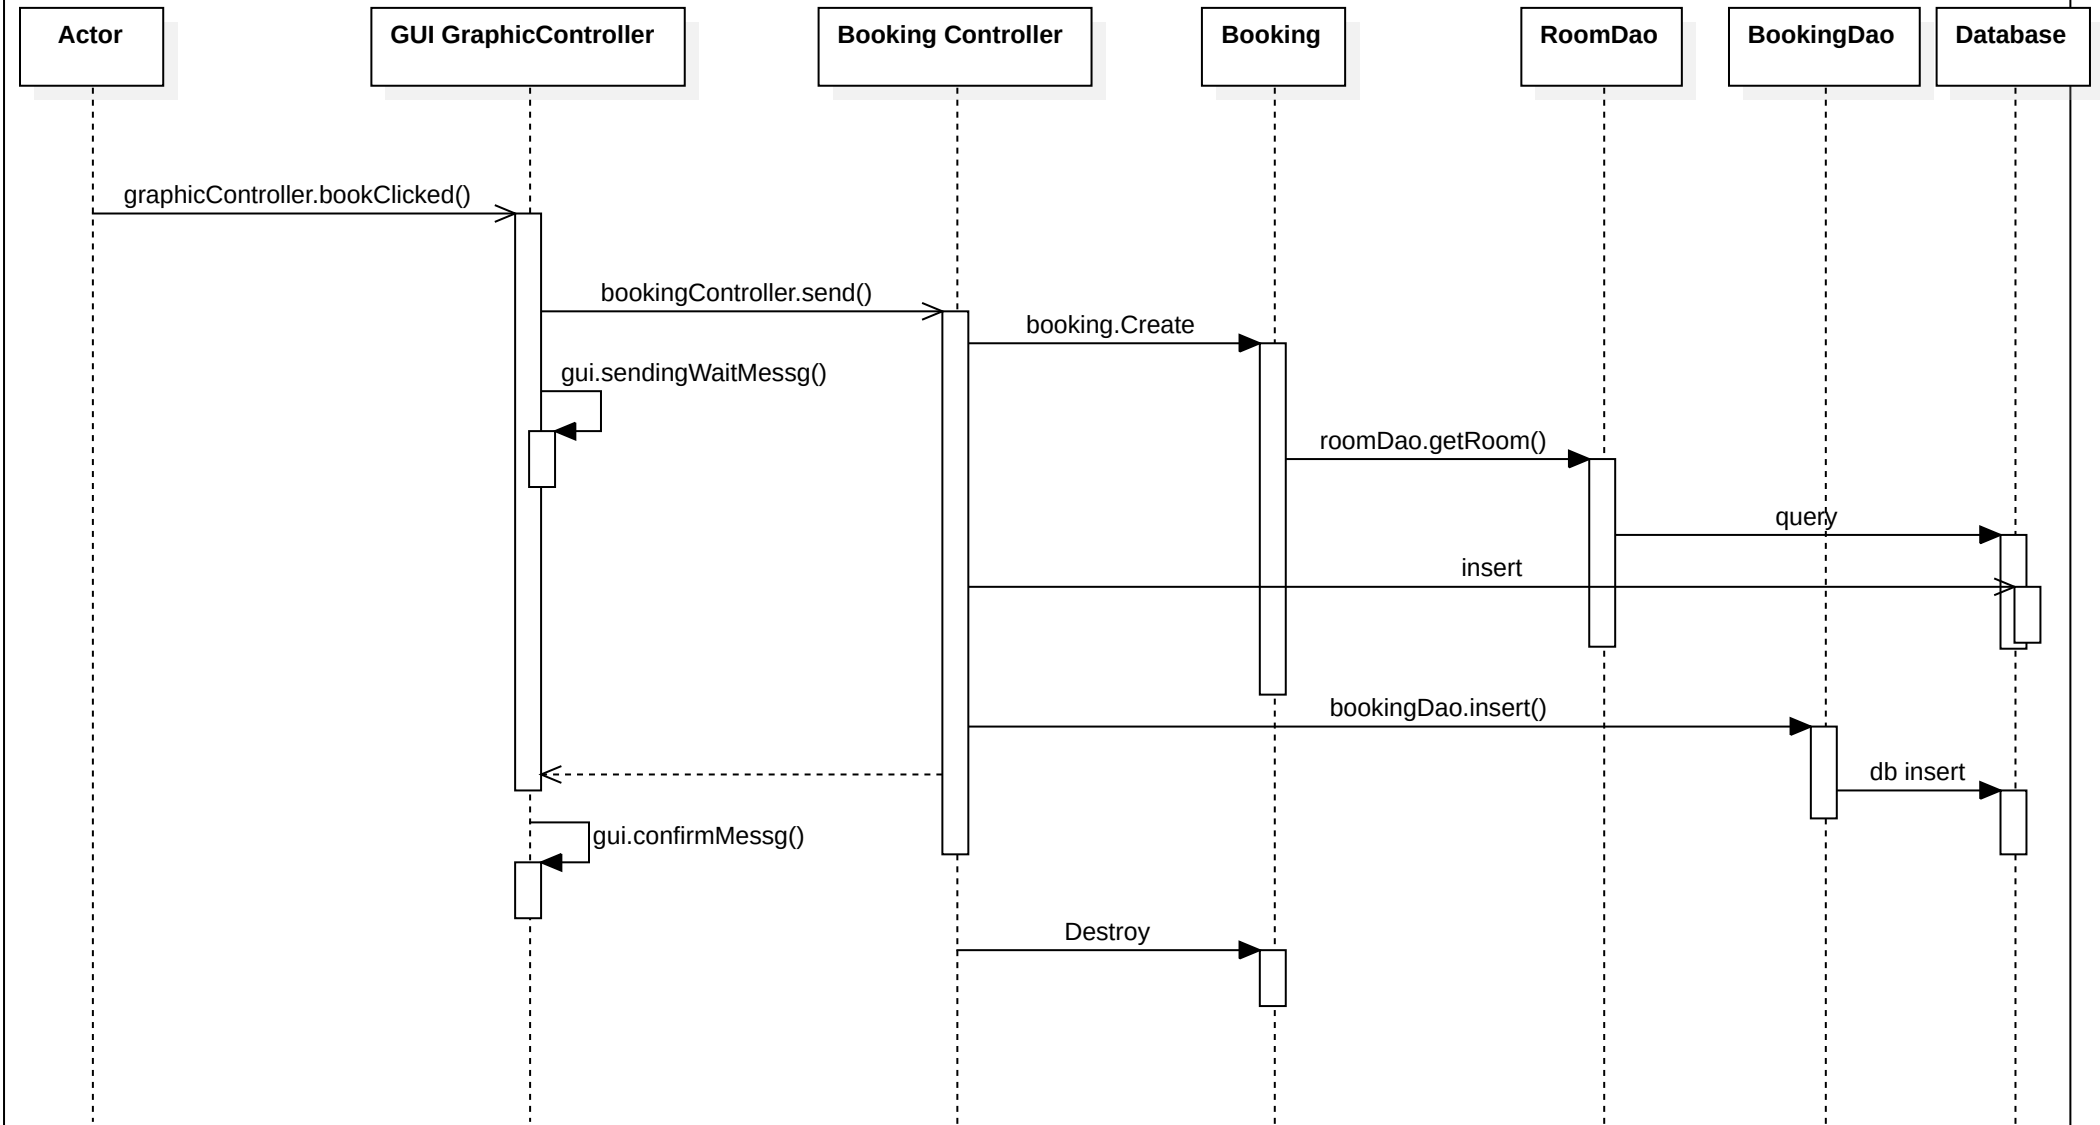 Actor
GUI GraphicController
Booking Controller
Booking
RoomDao
BookingDao
Database
graphicController.bookClicked()
bookingController.send()
booking.Create
gui.sendingWaitMessg()
roomDao.getRoom()
query
insert
bookingDao.insert()
db insert
gui.confirmMessg()
Destroy